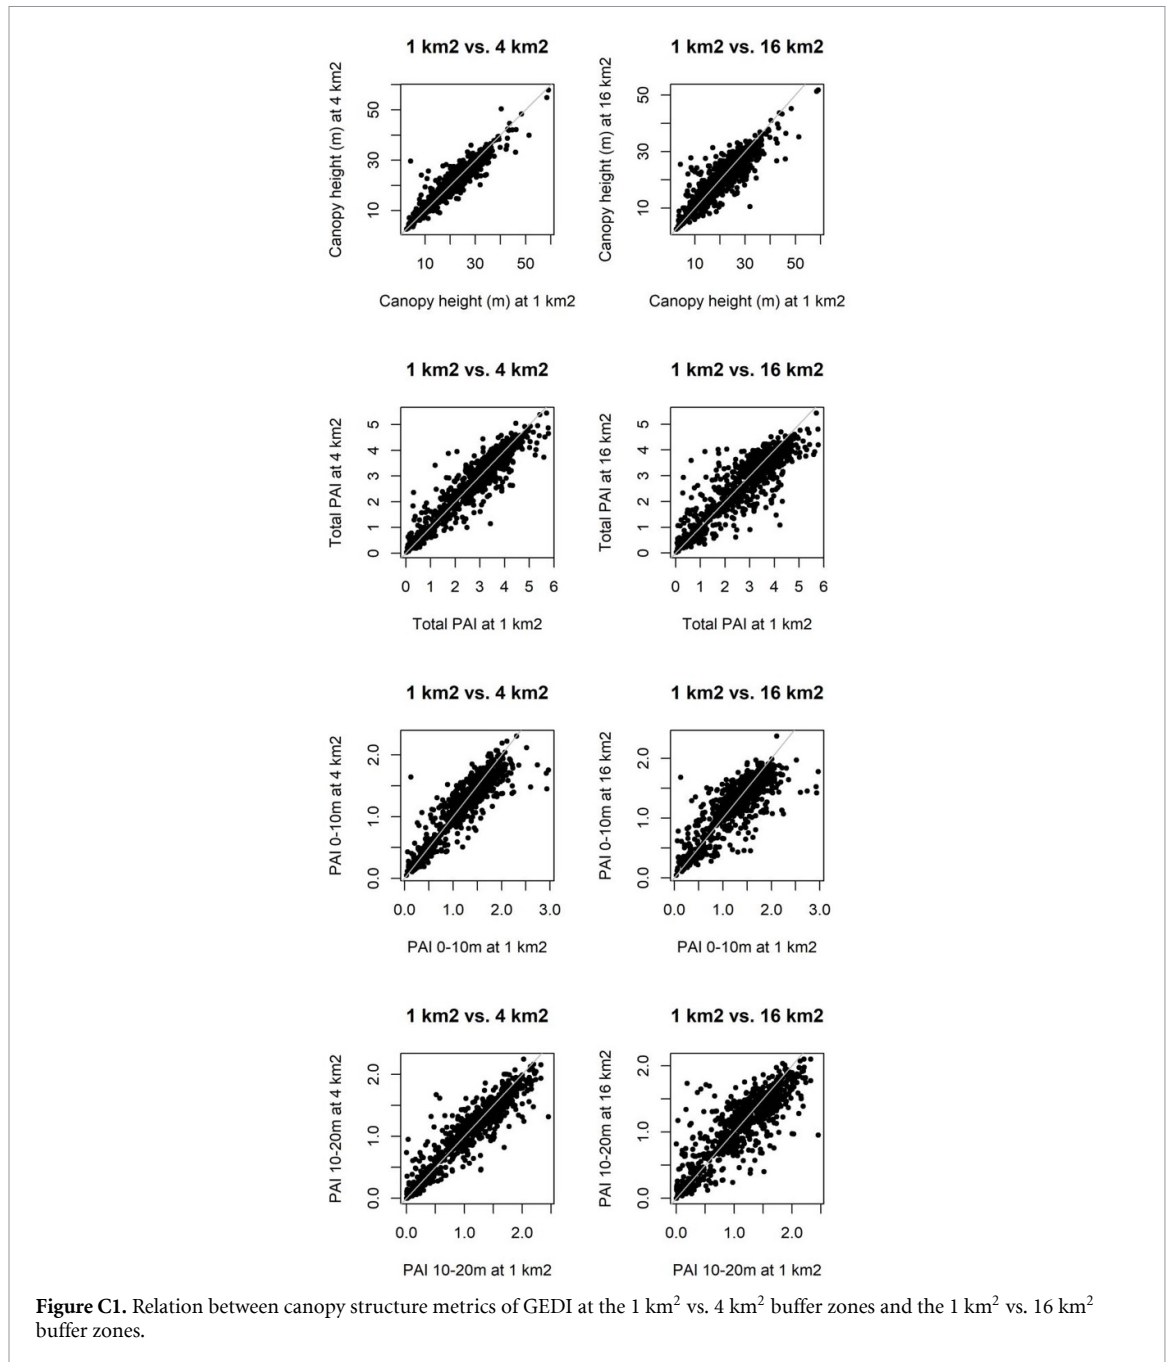 1 km2 vs. 4 km2
Canopy height (m) at 4 km2
10 30 50
10 30 50
Canopy height (m) at 1 km2
1 km2 vs. 16 km2
Canopy height (m) at 16 km2
10 30 50
10 30 50
Canopy height (m) at 1 km2
1 km2 vs. 4 km2
Total PAI at 4 km2
0 1 2 3 4 5
0 1 2 3 4 5 6
Total PAI at 1 km2
1 km2 vs. 16 km2
Total PAI at 16 km2
0 1 2 3 4 5
0 1 2 3 4 5 6
Total PAI at 1 km2
1 km2 vs. 4 km2
PAI 0-10m at 4 km2
0.0 1.0 2.0
0.0 1.0 2.0 3.0
PAI 0-10m at 1 km2
1 km2 vs. 16 km2
PAI 0-10m at 16 km2
0.0 1.0 2.0
0.0 1.0 2.0 3.0
PAI 0-10m at 1 km2
1 km2 vs. 4 km2
PAI 10-20m at 4 km2
0.0 1.0 2.0
0.0 1.0 2.0
PAI 10-20m at 1 km2
1 km2 vs. 16 km2
PAI 10-20m at 16 km2
0.0 1.0 2.0
0.0 1.0 2.0
PAI 10-20m at 1 km2
Figure C1. Relation between canopy structure metrics of GEDI at the 1 km² vs. 4 km² buffer zones and the 1 km² vs. 16 km²
buffer zones.